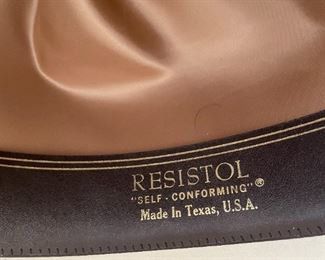 RESISTOL
"SELF-CONFORMING"®
Made In Texas, U.S.A.